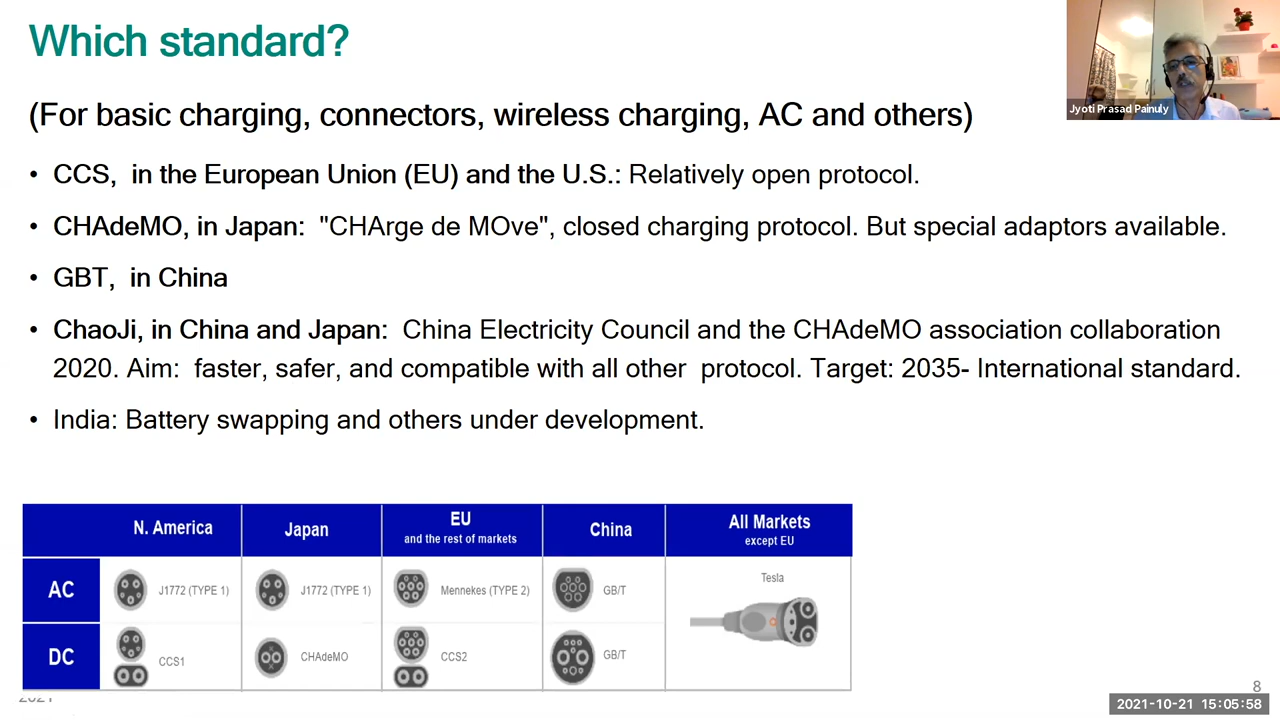 Which standard?
Jyoti Prasad Painuly
(For basic charging, connectors, wireless charging, AC and others)
• CCS, in the European Union (EU) and the U.S.: Relatively open protocol.
• CHAdeMO, in Japan: "CHArge de MOve", closed charging protocol. But special adaptors available.
• GBT, in China
• ChaoJi, in China and Japan: China Electricity Council and the CHAdeMO association collaboration
2020. Aim: faster, safer, and compatible with all other protocol. Target: 2035- International standard.
• India: Battery swapping and others under development.
N. America Japan EU China All Markets
and the rest of markets except EU
AC J1772 (TYPE 1) J1772 (TYPE 1) Mennekes (TYPE 2) GB/T Tesla
DC CCS1 CHAdeMO CCS2 GB/T
8
2021-10-21 15:05:58